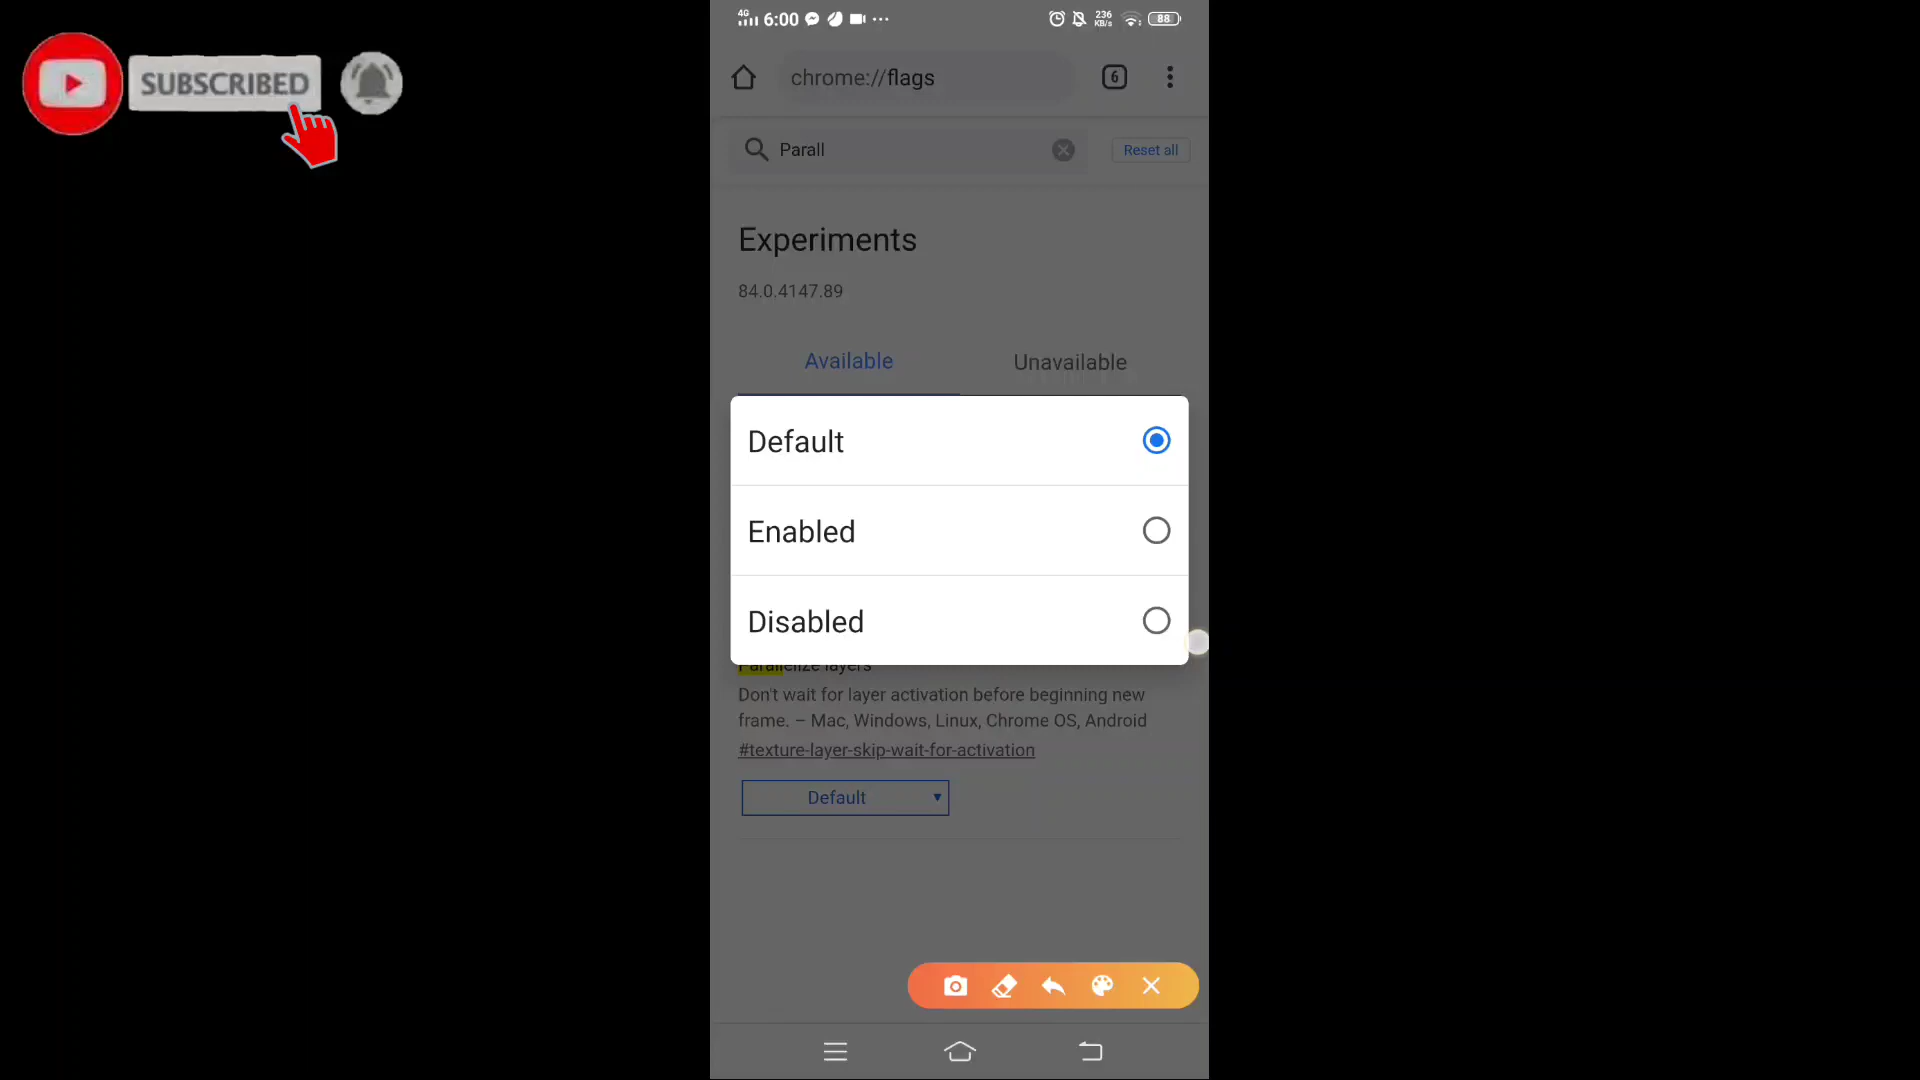 SUBSCRIBED
4G 6:00 236 KB/s 88
chrome://flags 6
Parall Reset all
Experiments
84.0.4147.89
Available Unavailable
Default
Enabled
Disabled
Parallelize layers
Don't wait for layer activation before beginning new
frame. – Mac, Windows, Linux, Chrome OS, Android
#texture-layer-skip-wait-for-activation
Default